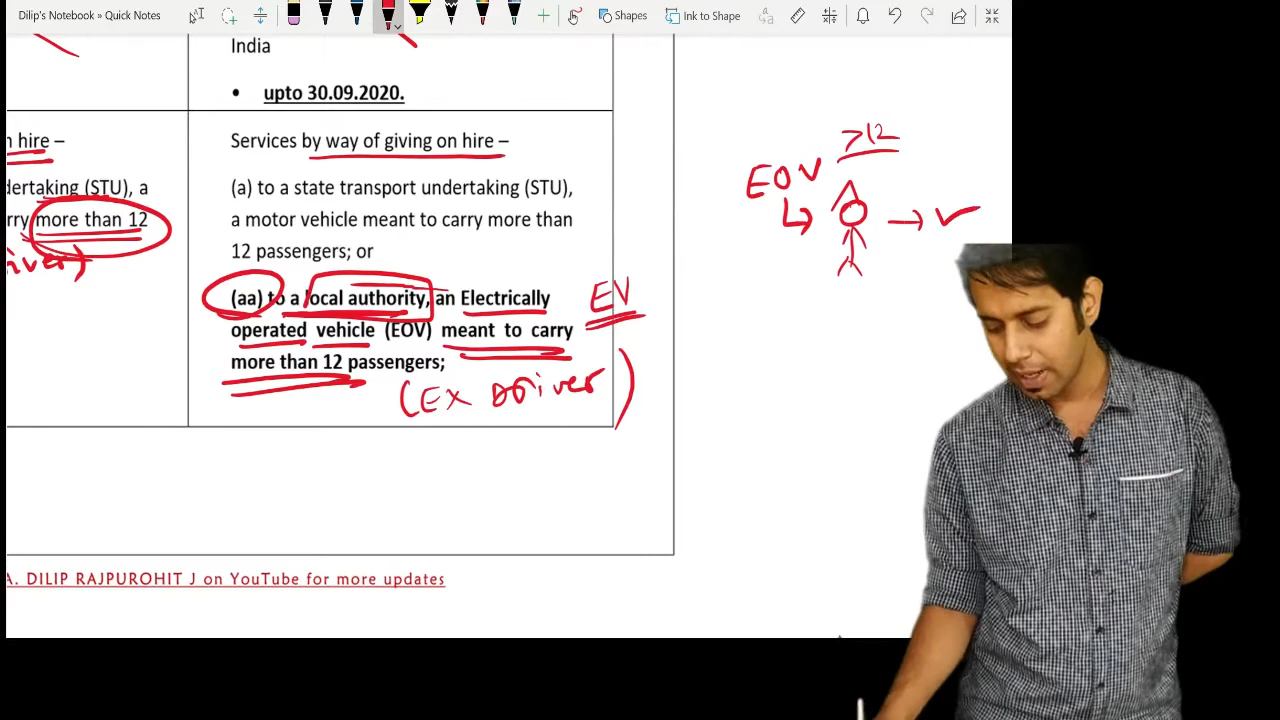 Dilip's Notebook » Quick Notes
Shapes
Ink to Shape
India
• upto 30.09.2020.
n hire –
dertaking (STU), a
rry more than 12
iver)
Services by way of giving on hire –
(a) to a state transport undertaking (STU),
a motor vehicle meant to carry more than
12 passengers; or
(aa) to a local authority, an Electrically
operated vehicle (EOV) meant to carry
more than 12 passengers;
(Ex Driver)
EV
>12
EOV
A. DILIP RAJPUROHIT J on YouTube for more updates